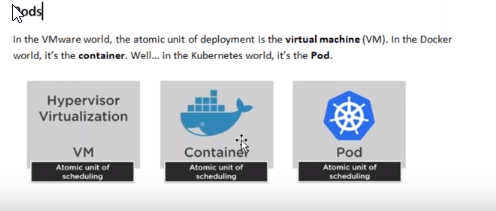 Pods
In the VMware world, the atomic unit of deployment is the virtual machine (VM). In the Docker
world, it's the container. Well... in the Kubernetes world, it's the Pod.
Hypervisor
Virtualization
VM
Atomic unit of
scheduling
Container
Atomic unit of
scheduling
Pod
Atomic unit of
scheduling